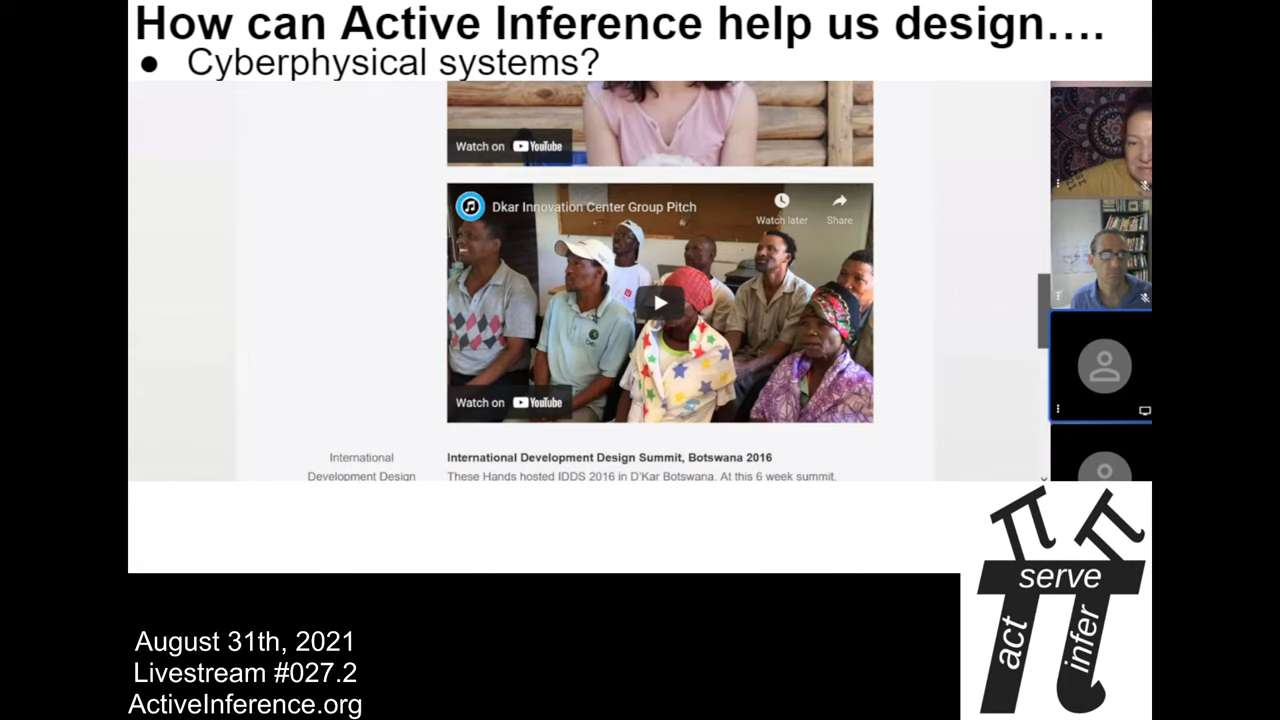 How can Active Inference help us design....
● Cyberphysical systems?
Watch on YouTube
Dkar Innovation Center Group Pitch
Watch later
Share
Watch on YouTube
International
Development Design
International Development Design Summit, Botswana 2016
These Hands hosted IDDS 2016 in D'Kar Botswana. At this 6 week summit,
serve
act
infer
August 31th, 2021
Livestream #027.2
ActiveInference.org